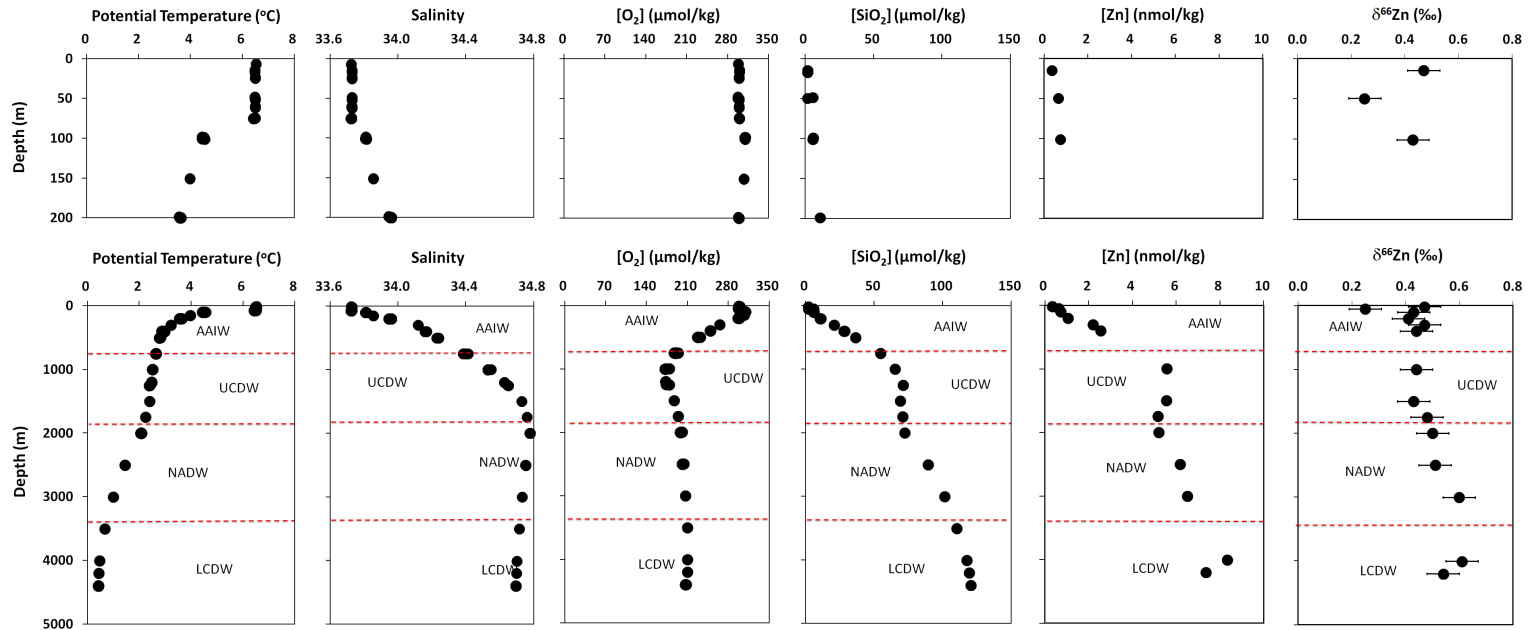 Potential Temperature (°C) Salinity [O₂] (μmol/kg) [SiO₂] (μmol/kg) [Zn] (nmol/kg) δ⁶⁶Zn (‰)
0 2 4 6 8 33.6 34.0 34.4 34.8 0 70 140 210 280 350 0 50 100 150 0 2 4 6 8 10 0.0 0.2 0.4 0.6 0.8
0
50
100
150
200
Depth (m)
Potential Temperature (°C) Salinity [O₂] (μmol/kg) [SiO₂] (μmol/kg) [Zn] (nmol/kg) δ⁶⁶Zn (‰)
0 2 4 6 8 33.6 34.0 34.4 34.8 0 70 140 210 280 350 0 50 100 150 0 2 4 6 8 10 0.0 0.2 0.4 0.6 0.8
0
AAIW AAIW AAIW AAIW AAIW AAIW
1000
UCDW UCDW UCDW UCDW UCDW UCDW
2000
NADW NADW NADW NADW NADW NADW
3000
4000
LCDW LCDW LCDW LCDW LCDW LCDW
5000
Depth (m)